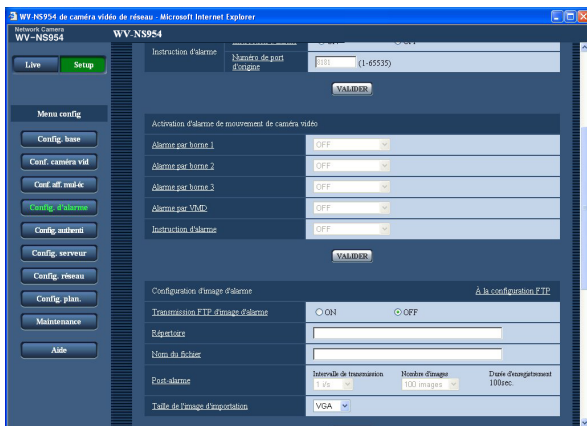 WV-NS954 de caméra vidéo de réseau - Microsoft Internet Explorer
Network Camera
WV-NS954
WV-NS954
Live
Setup
Menu config
Config. base
Conf. caméra vid
Conf. aff. mul-éc
Config. d'alarme
Config. authenti
Config. serveur
Config. réseau
Config. plan.
Maintenance
Aide
Instruction d'alarme
Numéro de port d'origine
8181
(1-65535)
VALIDER
Activation d'alarme de mouvement de caméra vidéo
Alarme par borne 1
OFF
Alarme par borne 2
OFF
Alarme par borne 3
OFF
Alarme par VMD
OFF
Instruction d'alarme
OFF
VALIDER
Configuration d'image d'alarme
À la configuration FTP
Transmission FTP d'image d'alarme
ON
OFF
Répertoire
Nom du fichier
Post-alarme
Intervalle de transmission
1 i/s
Nombre d'images
100 images
Durée d'enregistrement
100sec.
Taille de l'image d'importation
VGA